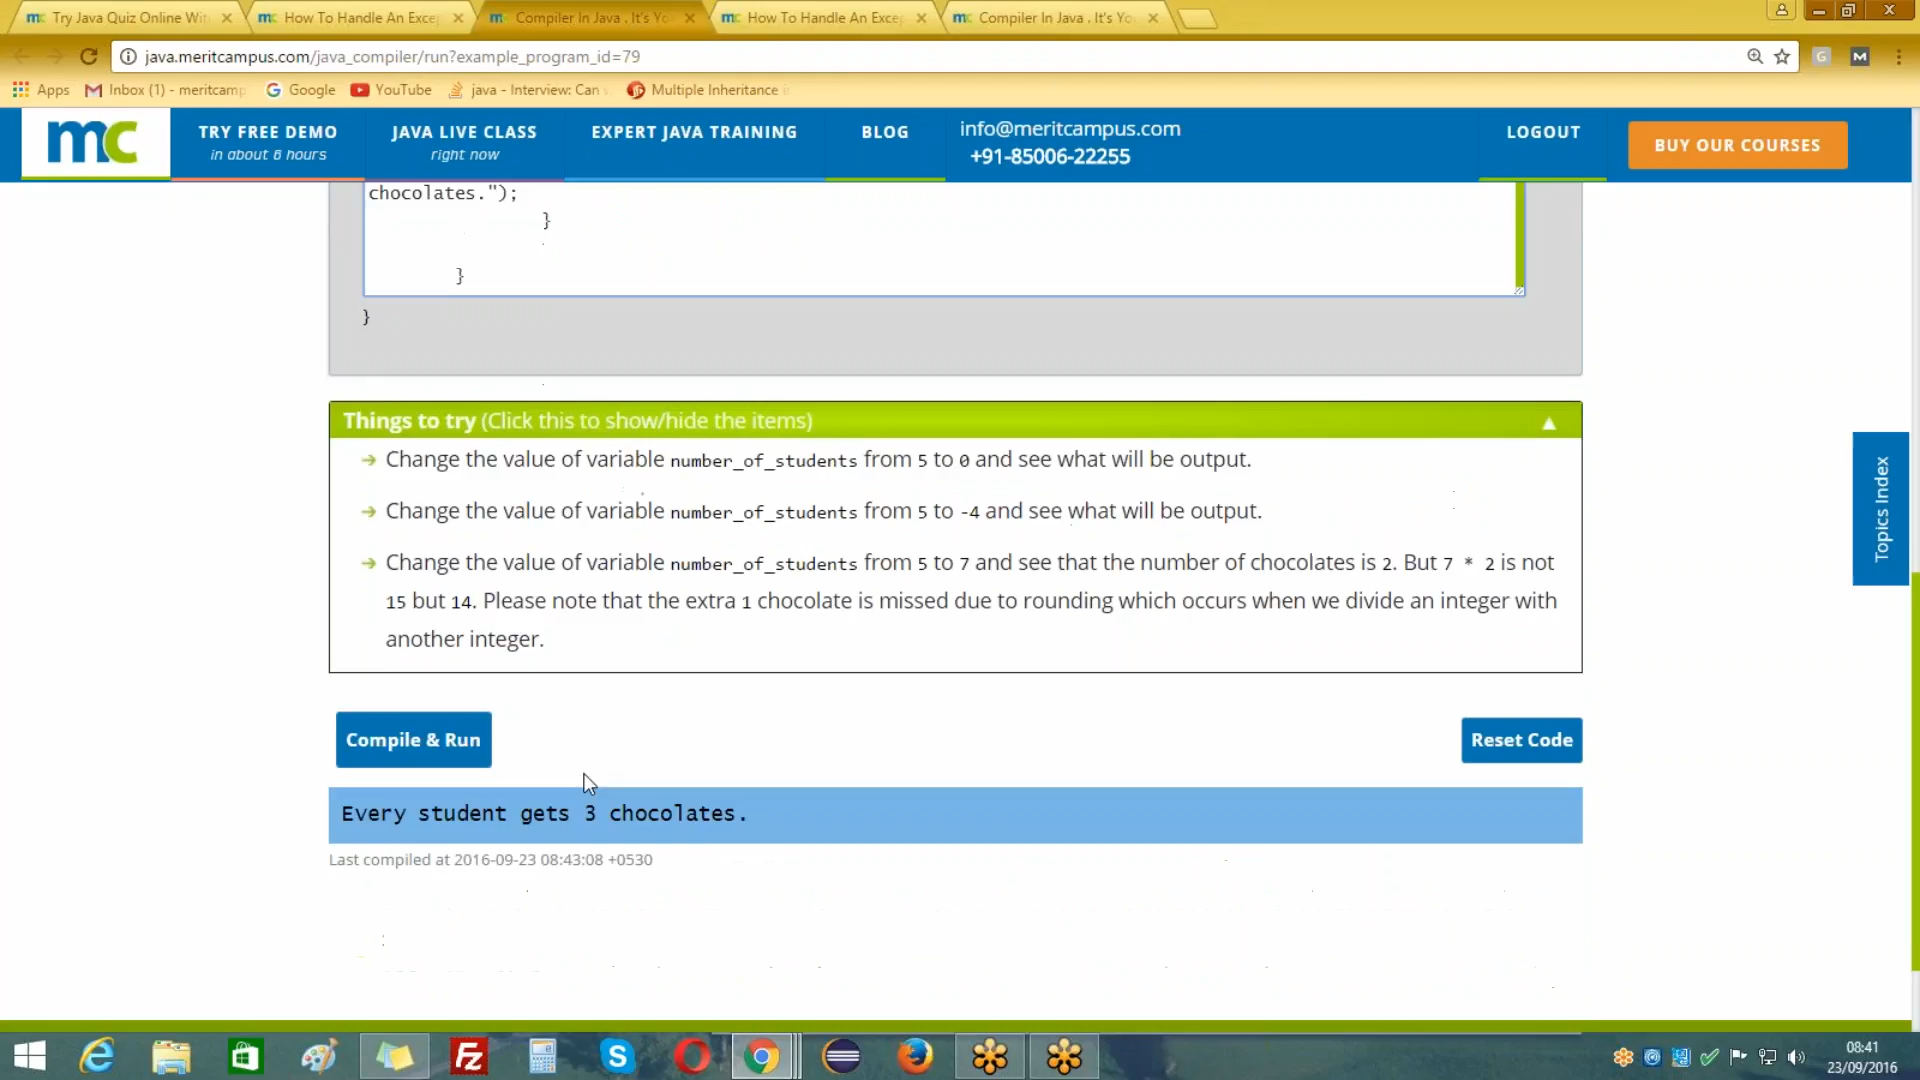 Try Java Quiz Online Wit
How To Handle An Excep
Compiler In Java , It's Yo
How To Handle An Excep
Compiler In Java , It's Yo
java.meritcampus.com/java_compiler/run?example_program_id=79
Apps
Inbox (1) - meritcamp
Google
YouTube
java - Interview: Can
Multiple Inheritance i
mc
TRY FREE DEMO
in about 6 hours
JAVA LIVE CLASS
right now
EXPERT JAVA TRAINING
BLOG
info@meritcampus.com
+91-85006-22255
LOGOUT
BUY OUR COURSES
chocolates.");
}
}
}
Things to try (Click this to show/hide the items)
Change the value of variable number_of_students from 5 to 0 and see what will be output.
Change the value of variable number_of_students from 5 to -4 and see what will be output.
Change the value of variable number_of_students from 5 to 7 and see that the number of chocolates is 2. But 7 * 2 is not
15 but 14. Please note that the extra 1 chocolate is missed due to rounding which occurs when we divide an integer with
another integer.
Topics Index
Compile & Run
Reset Code
Every student gets 3 chocolates.
Last compiled at 2016-09-23 08:43:08 +0530
08:41
23/09/2016